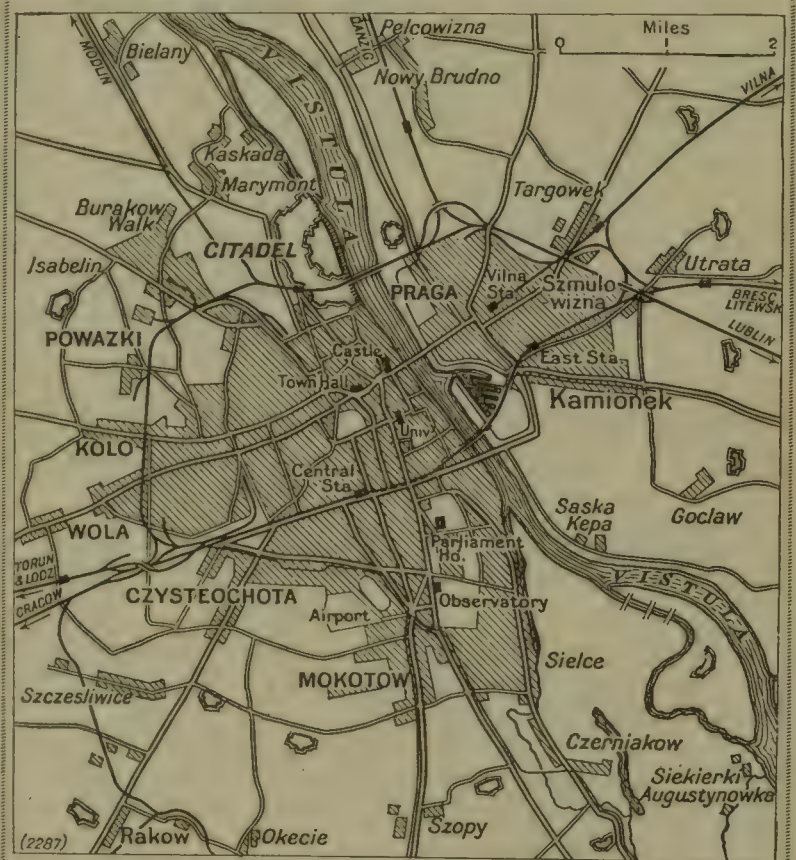 Miles
0 2
MODLIN
Bielany
VISTULA
DANZIG
Pelcowizna
Nowy Brudno
VILNA
Kaskada
Marymont
Targowek
Burakow
Walk
CITADEL
Jsabelin
PRAGA
Vilna
Sta.
Szmulo
wizna
Utrata
BRESC
LITEWSK
LUBLIN
POWAZKI
Castle
Town Hall
East Sta.
Kamionek
KOLO
Univ.
Central
Sta.
WOLA
Saska
Kepa
Goclaw
Parliament
Ho.
TORUN
& LODZ
CRACOW
CZYSTEOCHOTA
Airport
Observatory
VISTULA
MOKOTOW
Sielce
Szczesliwice
Czerniakow
Siekierki
Augustynowka
(2287)
Rakow
Okecie
Szopy